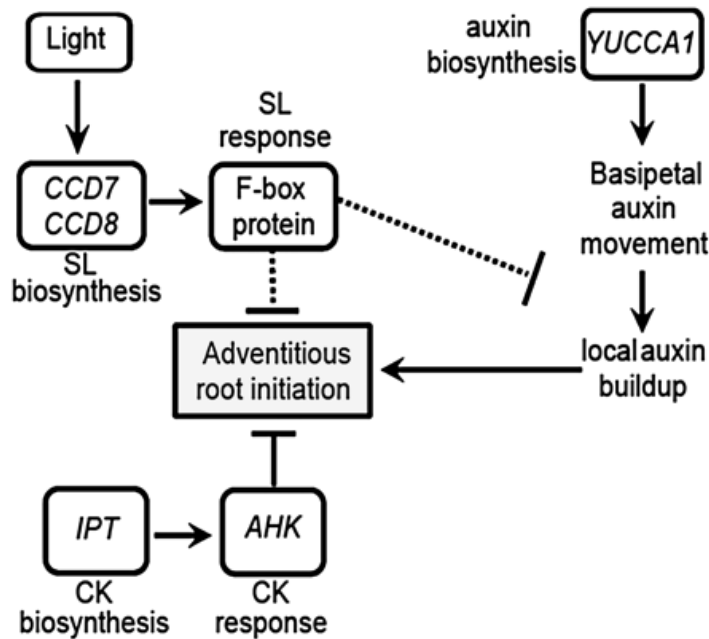 Light
auxin
biosynthesis
YUCCA1
SL
response
CCD7
CCD8
F-box
protein
SL
biosynthesis
Basipetal
auxin
movement
Adventitious
root initiation
local auxin
buildup
IPT
AHK
CK
biosynthesis
CK
response